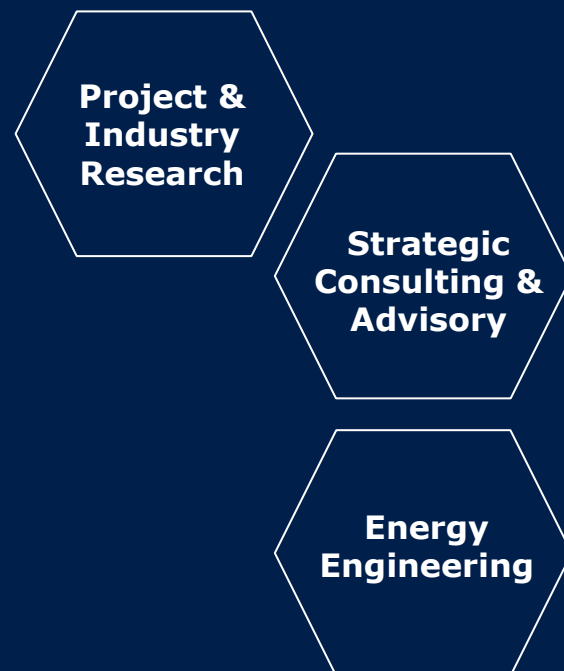 Project &
Industry
Research
Strategic
Consulting &
Advisory
Energy
Engineering